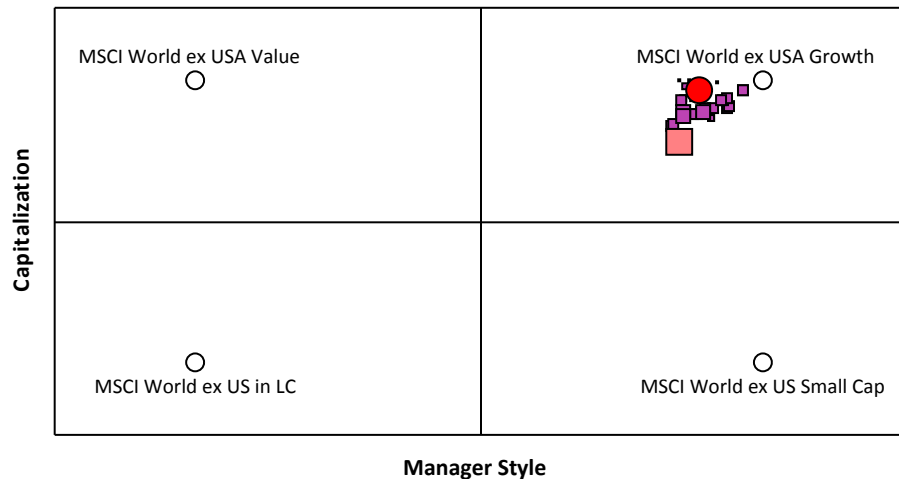 MSCI World ex USA Value
MSCI World ex USA Growth
Capitalization
MSCI World ex US in LC
MSCI World ex US Small Cap
Manager Style